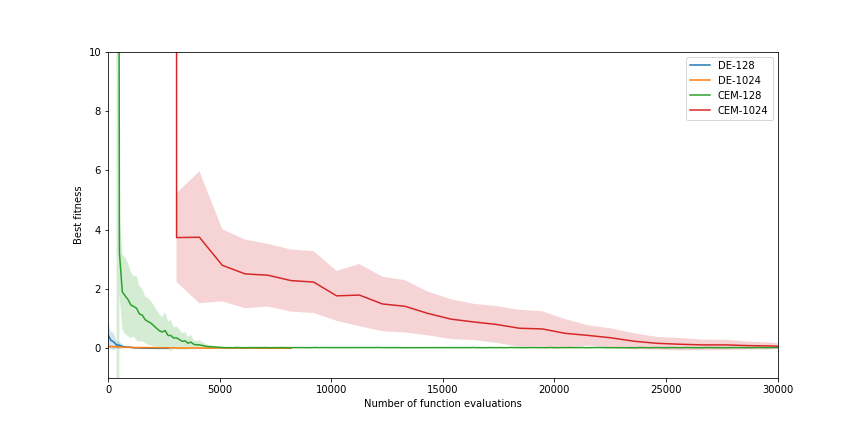 10
8
6
4
2
0
Best fitness
0
5000
10000
15000
20000
25000
30000
Number of function evaluations
DE-128
DE-1024
CEM-128
CEM-1024